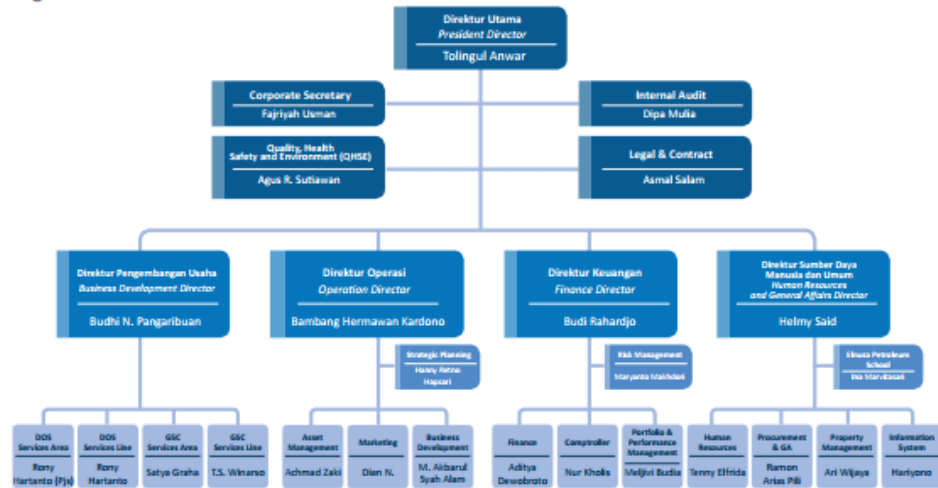 Direktur Utama
President Director
Tolingul Anwar
Corporate Secretary
Fajriyah Usman
Internal Audit
Dipa Mulia
Quality, Health
Safety and Environment (QHSE)
Agus R. Sutiawan
Legal & Contract
Asmal Salam
Direktur Pengembangan Usaha
Business Development Director
Budhi N. Pangaribuan
Direktur Operasi
Operation Director
Bambang Hermawan Kardono
Direktur Keuangan
Finance Director
Budi Rahardjo
Direktur Sumber Daya
Manusia dan Umum
Human Resources
and General Affairs Director
Helmy Said
Strategic Planning
Hanny Retno
Hapsari
Risk Management
Maryanto
Elnusa Petroleum
School
Ina Marvitasari
DOS
Services Area
Rony
Hartanto (Pjs)
DOS
Services Line
Rony
Hartanto
GSC
Services Area
Satya Graha
GSC
Services Line
T.S. Winarso
Asset
Management
Achmad Zaki
Marketing
Dian N.
Business
Development
M. Akbarul
Syah Alam
Finance
Aditya
Dewobroto
Comptroller
Nur Kholis
Portfolio &
Performance
Management
Meljivi Budia
Human
Resources
Tenny Elfrida
Procurement
& GA
Ramon
Arias Pili
Property
Management
Ari Wijaya
Information
System
Hariyono